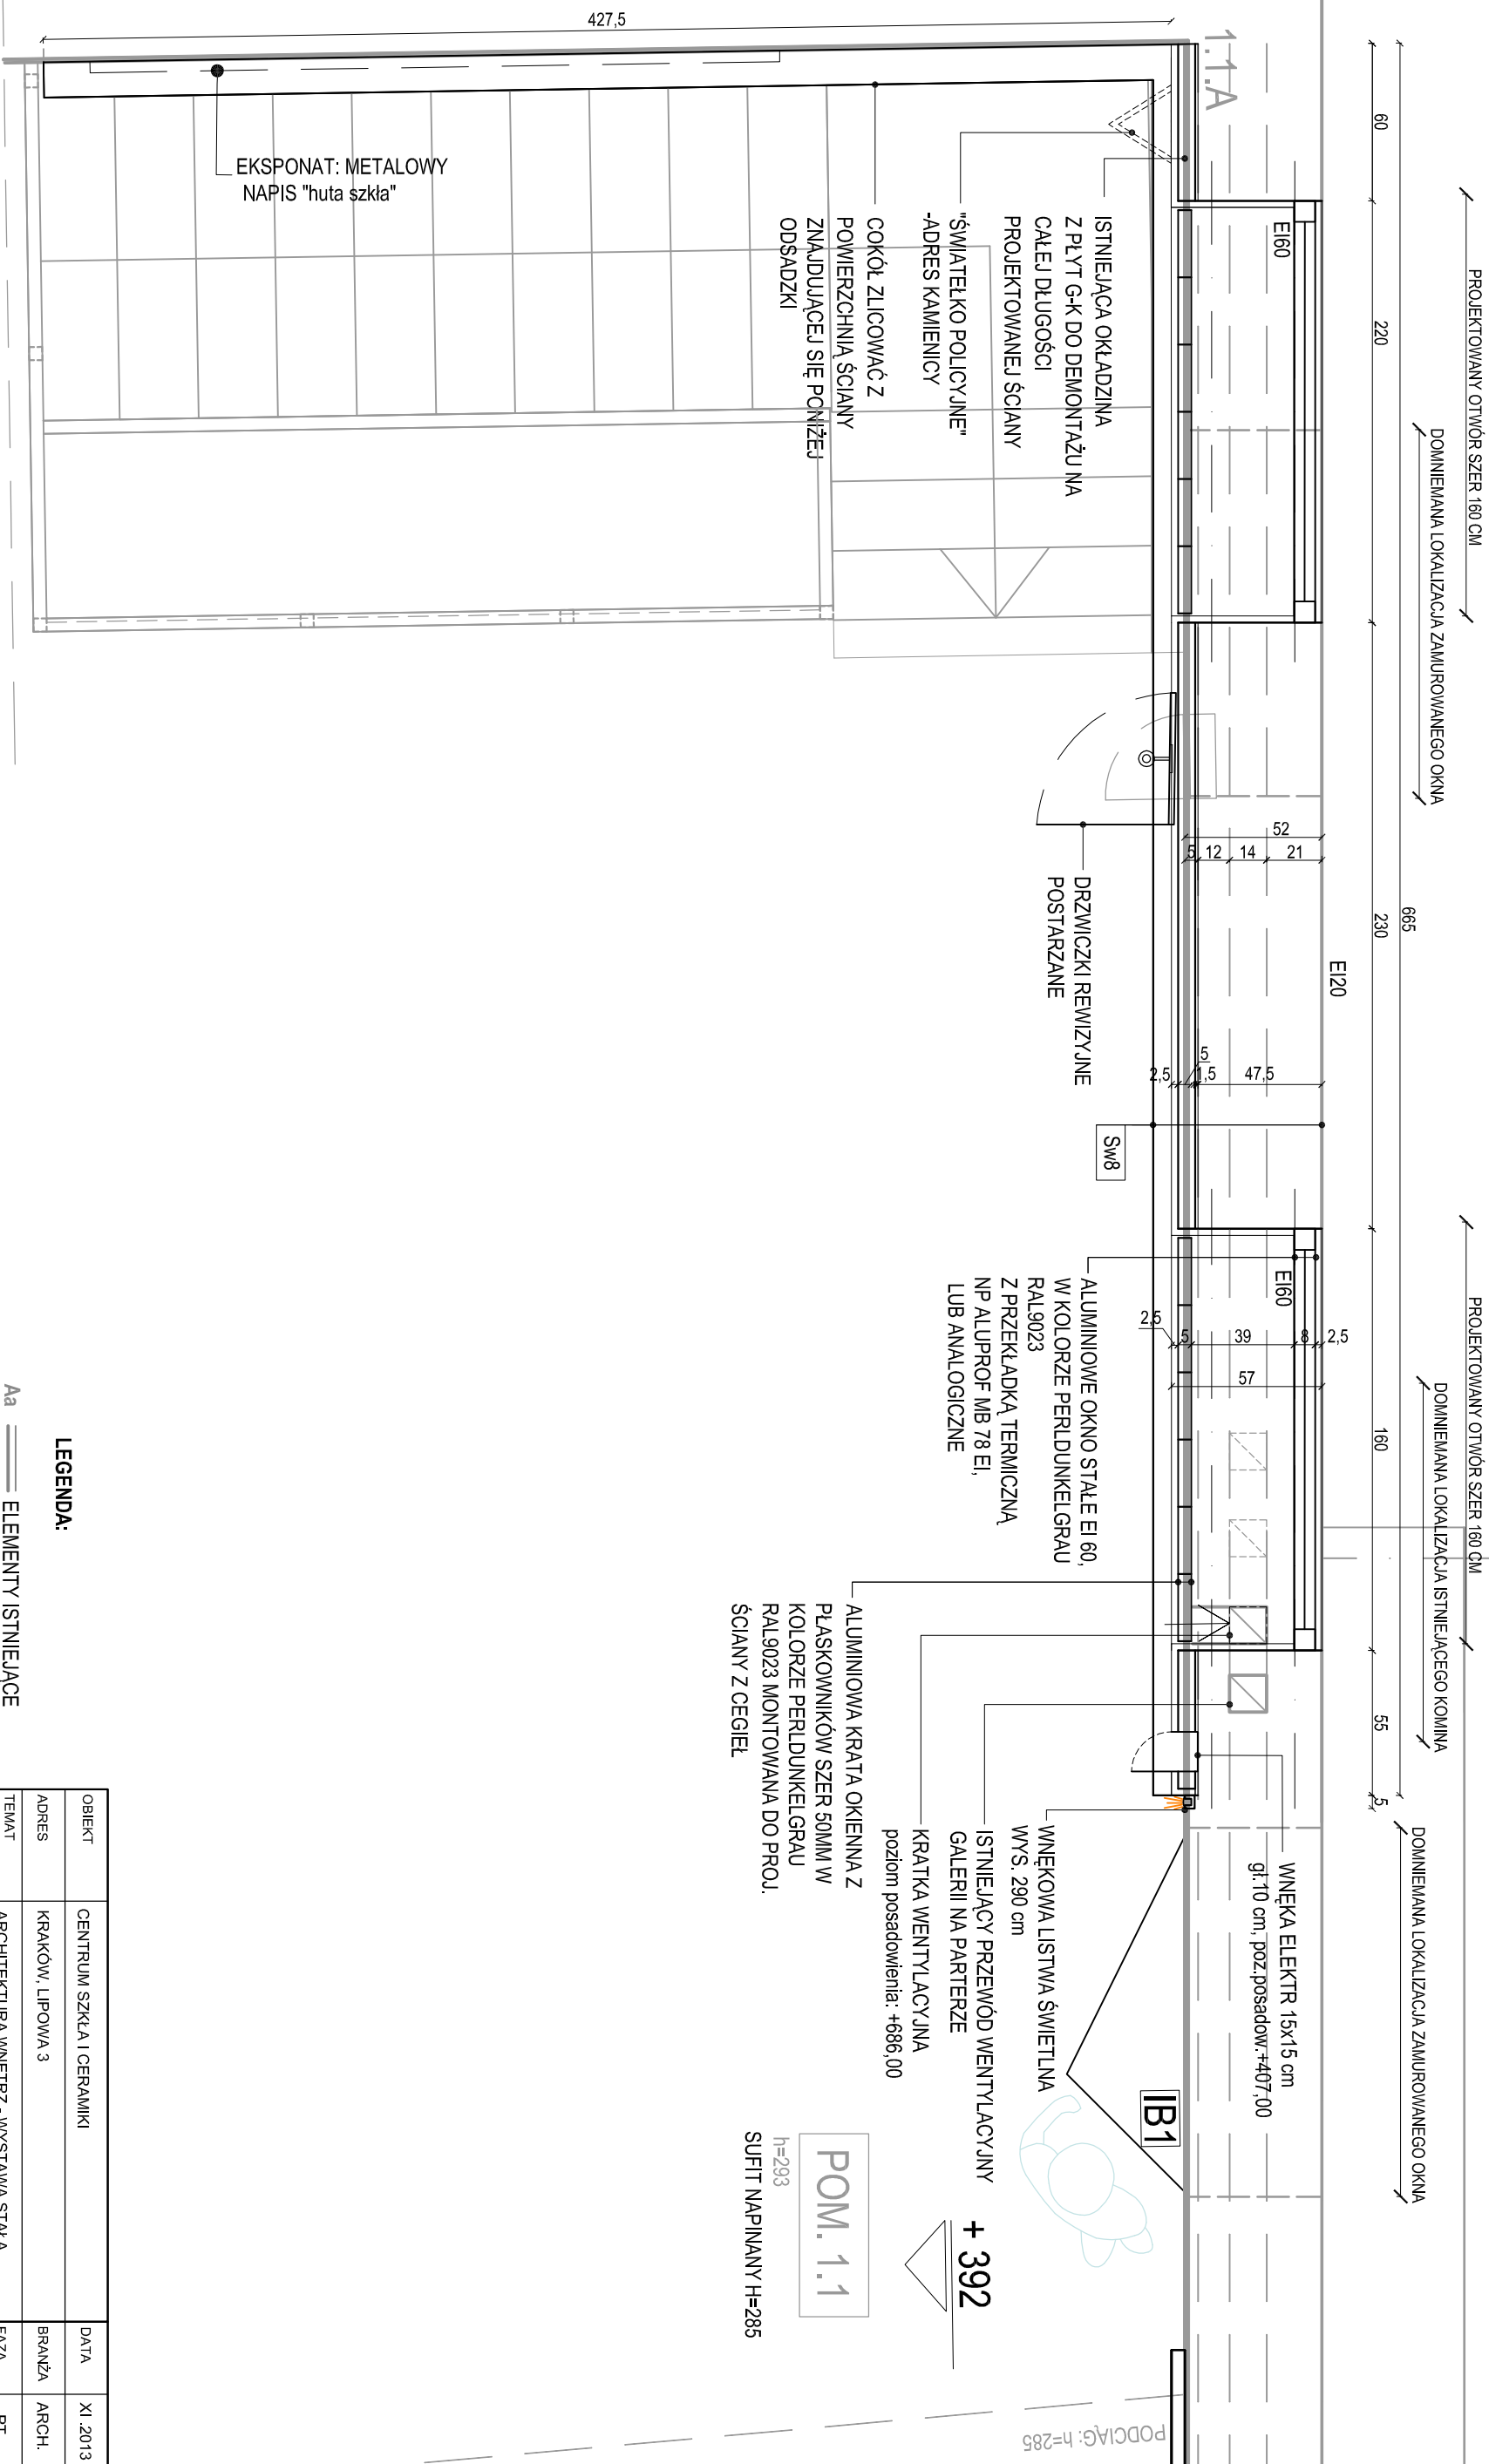 427,5
EKSPONAT: METALOWY
NAPIS "huta szkła"
PROJEKTOWANY OTWÓR SZER 160 CM
DOMNIEMANA LOKALIZACJA ZAMUROWANEGO OKNA
PROJEKTOWANY OTWÓR SZER 160 CM
DOMNIEMANA LOKALIZACJA ISTNIEJĄCEGO KOMINA
DOMNIEMANA LOKALIZACJA ZAMUROWANEGO OKNA
665
60
220
230
160
55
5
EI20
EI60
EI60
1.1.A
52
5
12
14
21
5
2,5
1,5
47,5
2,5
5
39
8
2,5
57
Sw8
ISTNIEJĄCA OKŁADZINA
Z PŁYT G-K DO DEMONTAŻU NA
CAŁEJ DŁUGOŚCI
PROJEKTOWANEJ ŚCIANY
"ŚWIATEŁKO POLICYJNE"
-ADRES KAMIENICY
COKÓŁ ZLICOWAĆ Z
POWIERZCHNIĄ ŚCIANY
ZNAJDUJĄCEJ SIĘ PONIŻEJ
ODSADZKI
DRZWICZKI REWIZYJNE
POSTARZANE
ALUMINIOWE OKNO STAŁE EI 60,
W KOLORZE PERLDUNKELGRAU
RAL9023
Z PRZEKŁADKĄ TERMICZNĄ
NP ALUPROF MB 78 EI,
LUB ANALOGICZNE
ALUMINIOWA KRATA OKIENNA Z
PŁASKOWNIKÓW SZER 50MM W
KOLORZE PERLDUNKELGRAU
RAL9023 MONTOWANA DO PROJ.
ŚCIANY Z CEGIEŁ
WNĘKA ELEKTR 15x15 cm
gł.10 cm, poz.posadow.+407,00
WNĘKOWA LISTWA ŚWIETLNA
WYS. 290 cm
ISTNIEJĄCY PRZEWÓD WENTYLACYJNY
GALERII NA PARTERZE
KRATKA WENTYLACYJNA
poziom posadowienia: +686,00
IB1
+ 392
POM. 1.1
h=293
SUFIT NAPINANY H=285
PODCIĄG: h=285
LEGENDA:
Aa
ELEMENTY ISTNIEJĄCE
OBIEKT
CENTRUM SZKŁA I CERAMIKI
DATA
XI .2013
ADRES
KRAKÓW, LIPOWA 3
BRANŻA
ARCH.
TEMAT
ARCHITEKTURA WNĘTRZ - WYSTAWA STAŁA
FAZA
PT